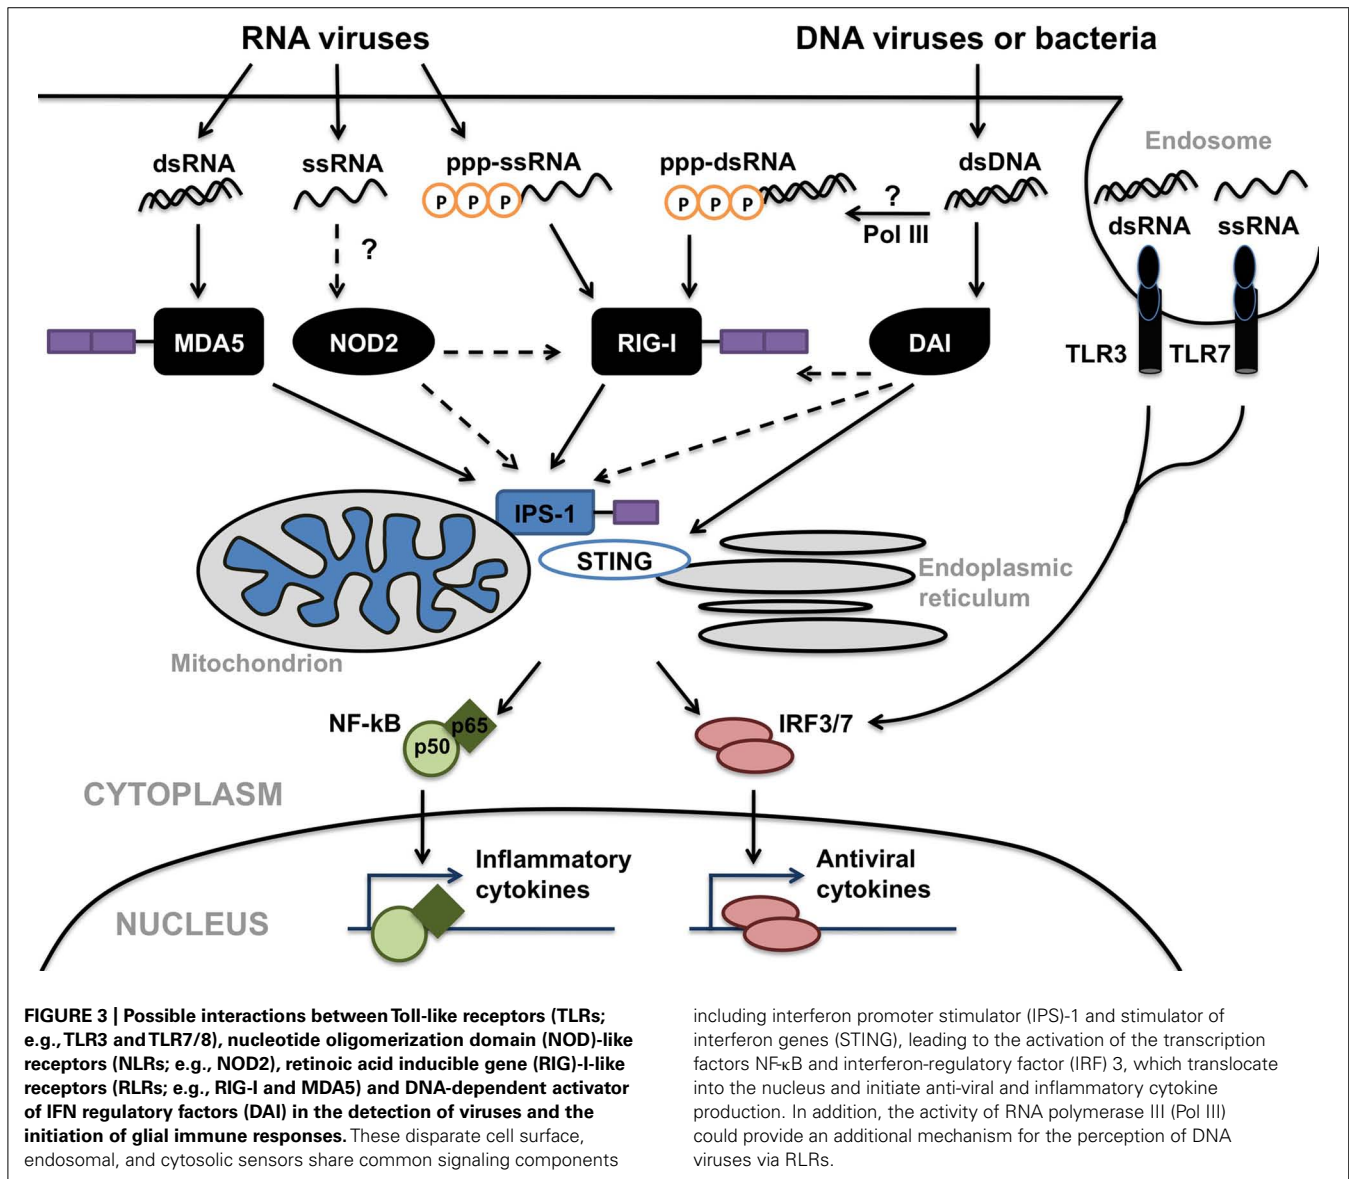 RNA viruses
DNA viruses or bacteria
dsRNA
ssRNA
ppp-ssRNA
P P P
ppp-dsRNA
P P P
dsDNA
?
Pol III
?
Endosome
dsRNA
ssRNA
TLR3
TLR7
MDA5
NOD2
RIG-I
DAI
IPS-1
STING
Endoplasmic
reticulum
Mitochondrion
NF-kB
p65
p50
IRF3/7
CYTOPLASM
Inflammatory
cytokines
Antiviral
cytokines
NUCLEUS
FIGURE 3 | Possible interactions between Toll-like receptors (TLRs;
e.g., TLR3 and TLR7/8), nucleotide oligomerization domain (NOD)-like
receptors (NLRs; e.g., NOD2), retinoic acid inducible gene (RIG)-I-like
receptors (RLRs; e.g., RIG-I and MDA5) and DNA-dependent activator
of IFN regulatory factors (DAI) in the detection of viruses and the
initiation of glial immune responses. These disparate cell surface,
endosomal, and cytosolic sensors share common signaling components
including interferon promoter stimulator (IPS)-1 and stimulator of
interferon genes (STING), leading to the activation of the transcription
factors NF-κB and interferon-regulatory factor (IRF) 3, which translocate
into the nucleus and initiate anti-viral and inflammatory cytokine
production. In addition, the activity of RNA polymerase III (Pol III)
could provide an additional mechanism for the perception of DNA
viruses via RLRs.